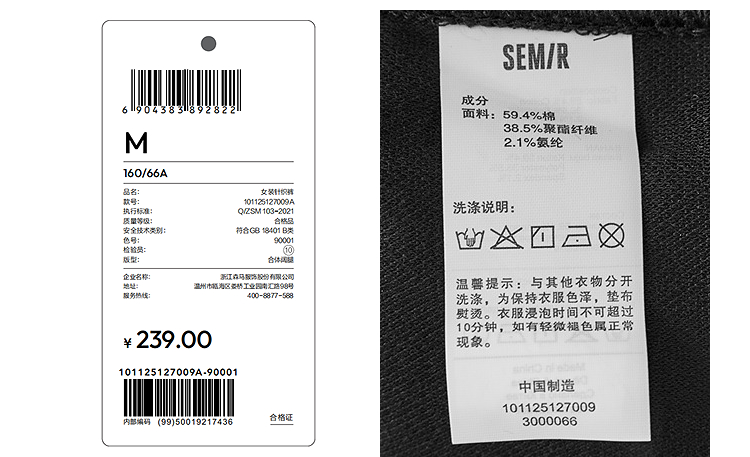 6 904383 892822
M
160/66A
品名: 女装针织裤
款号: 101125127009A
执行标准: Q/ZSM 103-2021
质量等级: 合格品
安全技术类别: 符合GB 18401 B类
色号: 90001
检验员: 10
版型: 合体阔腿
企业名称: 浙江森马服饰股份有限公司
地址: 温州市瓯海区娄桥工业园南汇路98号
服务热线: 400-8877-588
¥ 239.00
101125127009A-90001
内部编码 (99)50019217436
合格证
SEMIR
成分
面料: 59.4%棉
38.5%聚酯纤维
2.1%氨纶
洗涤说明:
温馨提示: 与其他衣物分开
洗涤, 为保持衣服色泽, 垫布
熨烫。衣服浸泡时间不可超过
10分钟, 如有轻微褪色属正常
现象。
中国制造
101125127009
3000066